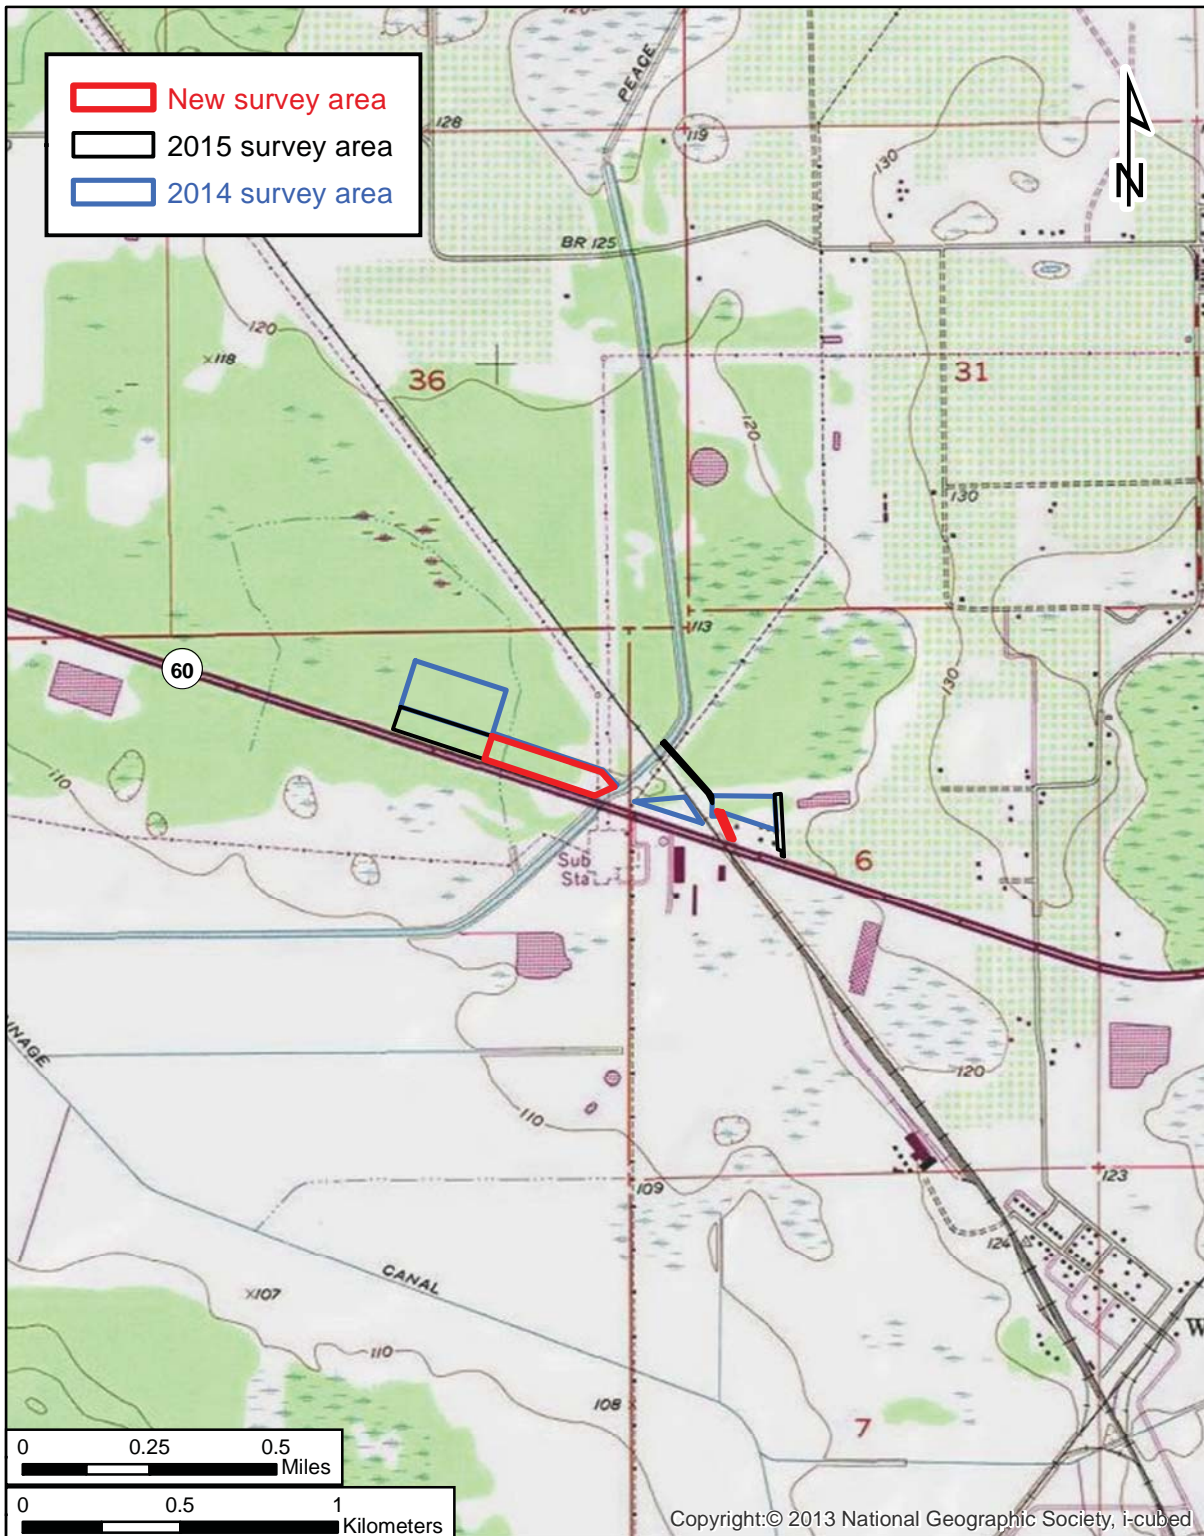 120
PEACE
New survey area
2015 survey area
2014 survey area
128
119
130
N
BR 125
120
×118
36
31
120
130
113
60
130
110
Sub
Sta
6
INAGE
120
110
109
123
124
CANAL
×107
W
110
108
7
0 0.25 0.5
Miles
0 0.5 1
Kilometers
Copyright:© 2013 National Geographic Society, i-cubed